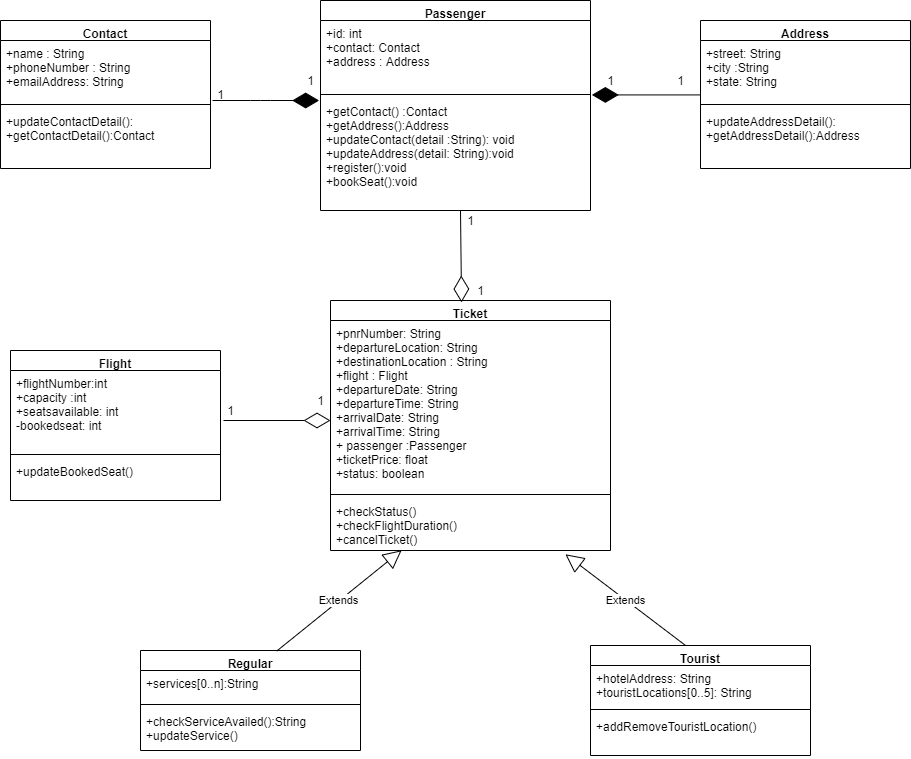 Contact
+name : String
+phoneNumber : String
+emailAddress: String
+updateContactDetail():
+getContactDetail():Contact
1
1
Passenger
+id: int
+contact: Contact
+address : Address
+getContact() :Contact
+getAddress():Address
+updateContact(detail :String): void
+updateAddress(detail: String):void
+register():void
+bookSeat():void
1
1
Address
+street: String
+city :String
+state: String
+updateAddressDetail():
+getAddressDetail():Address
1
1
Ticket
+pnrNumber: String
+departureLocation: String
+destinationLocation : String
+flight : Flight
+departureDate: String
+departureTime: String
+arrivalDate: String
+arrivalTime: String
+ passenger :Passenger
+ticketPrice: float
+status: boolean
+checkStatus()
+checkFlightDuration()
+cancelTicket()
Flight
+flightNumber:int
+capacity :int
+seatsavailable: int
-bookedseat: int
+updateBookedSeat()
1
1
Extends
Extends
Regular
+services[0..n]:String
+checkServiceAvailed():String
+updateService()
Tourist
+hotelAddress: String
+touristLocations[0..5]: String
+addRemoveTouristLocation()